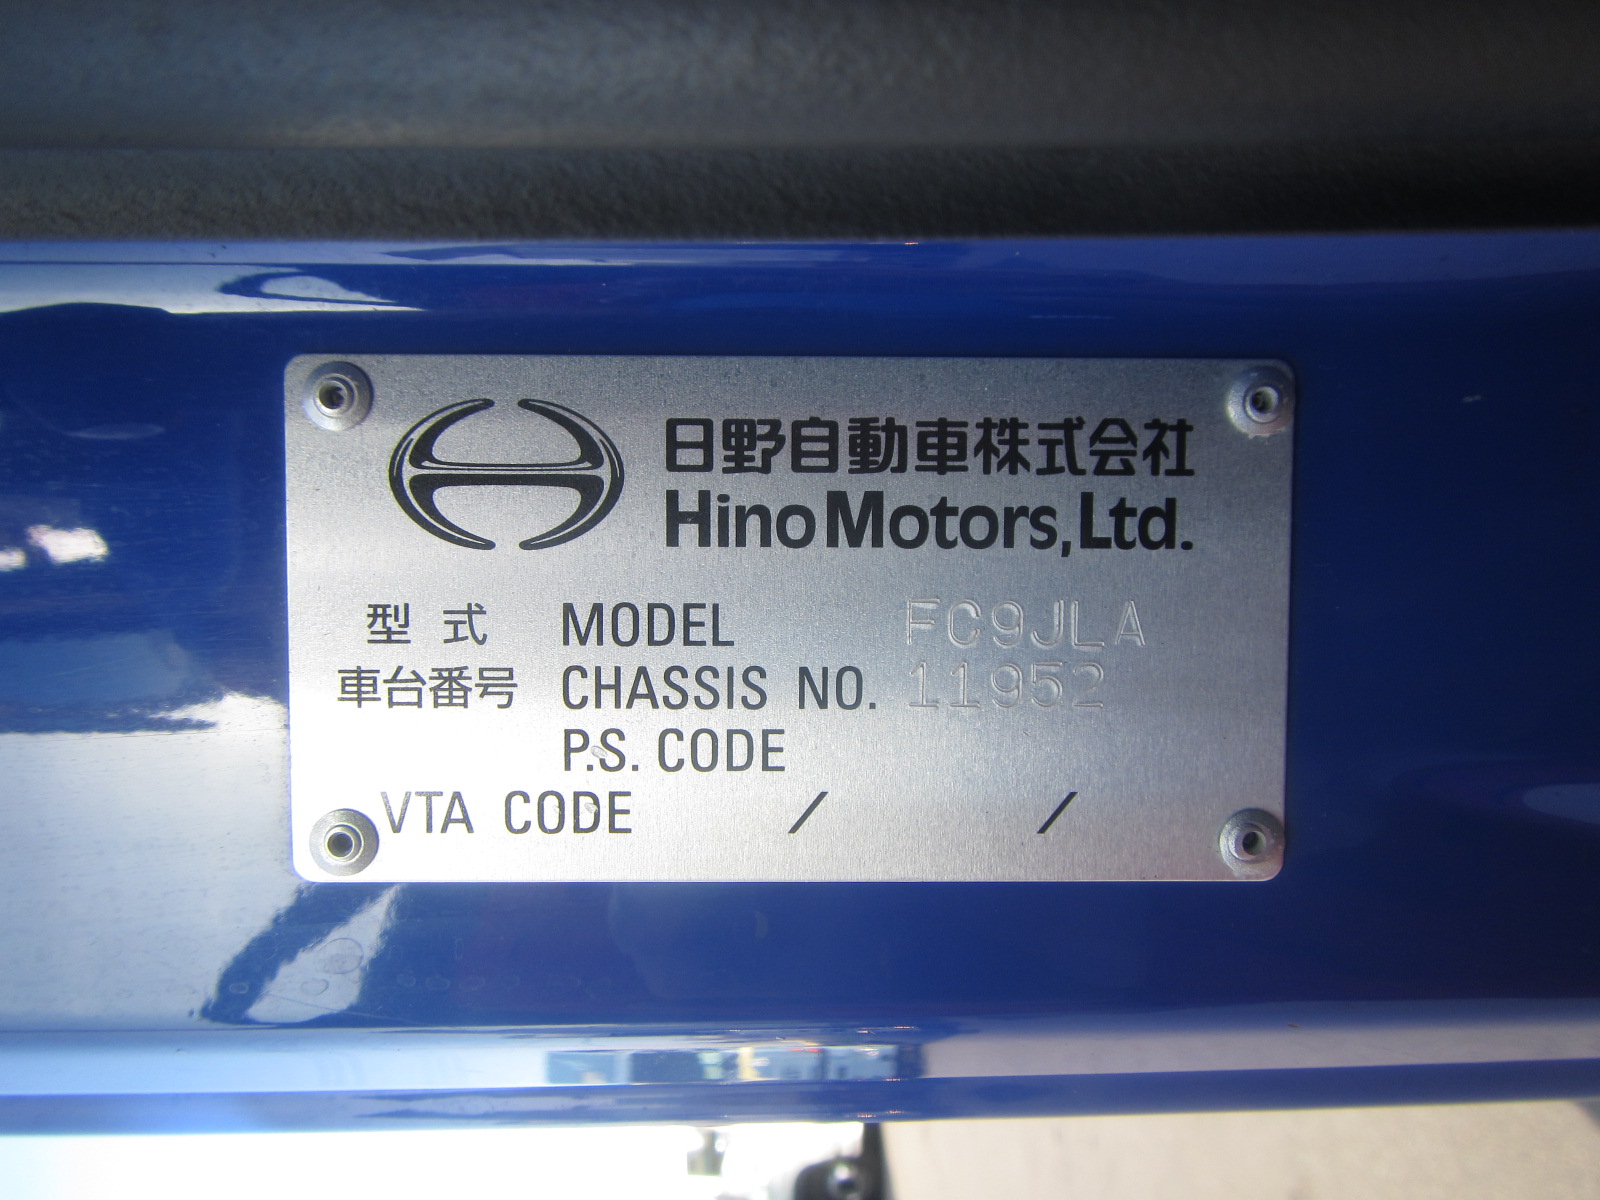 日野自動車株式会社
Hino Motors, Ltd.
型式 MODEL FC9JLA
車台番号 CHASSIS NO. 11952
P.S. CODE
VTA CODE / /